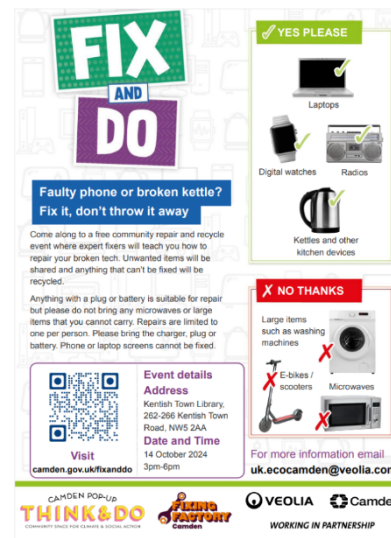 FIX
AND
DO
Faulty phone or broken kettle?
Fix it, don't throw it away
Come along to a free community repair and recycle
event where expert fixers will teach you how to
repair your broken tech. Unwanted items will be
shared and anything that can't be fixed will be
recycled.
Anything with a plug or battery is suitable for repair
but please do not bring any microwaves or large
items that you cannot carry. Repairs are limited to
one per person. Please bring the charger, plug or
battery. Phone or laptop screens cannot be fixed.
Visit
camden.gov.uk/fixanddo
Event details
Address
Kentish Town Library,
262-266 Kentish Town
Road, NW5 2AA
Date and Time
14 October 2024
3pm-6pm
YES PLEASE
Laptops
Digital watches
Radios
Kettles and other
kitchen devices
NO THANKS
Large items
such as washing
machines
E-bikes /
scooters
Microwaves
For more information email
uk.ecocamden@veolia.com
CAMDEN POP-UP
THINK&DO
COMMUNITY SPACE FOR CLIMATE & SOCIAL ACTION
FIXING
FACTORY
Camden
VEOLIA
Camde
WORKING IN PARTNERSHIP